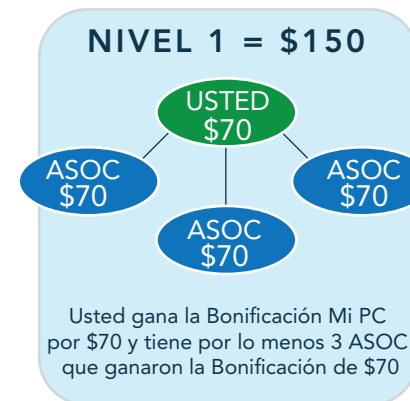 NIVEL 1 = $150
USTED
$70
ASOC
$70
ASOC
$70
ASOC
$70
Usted gana la Bonificación Mi PC
por $70 y tiene por lo menos 3 ASOC
que ganaron la Bonificación de $70